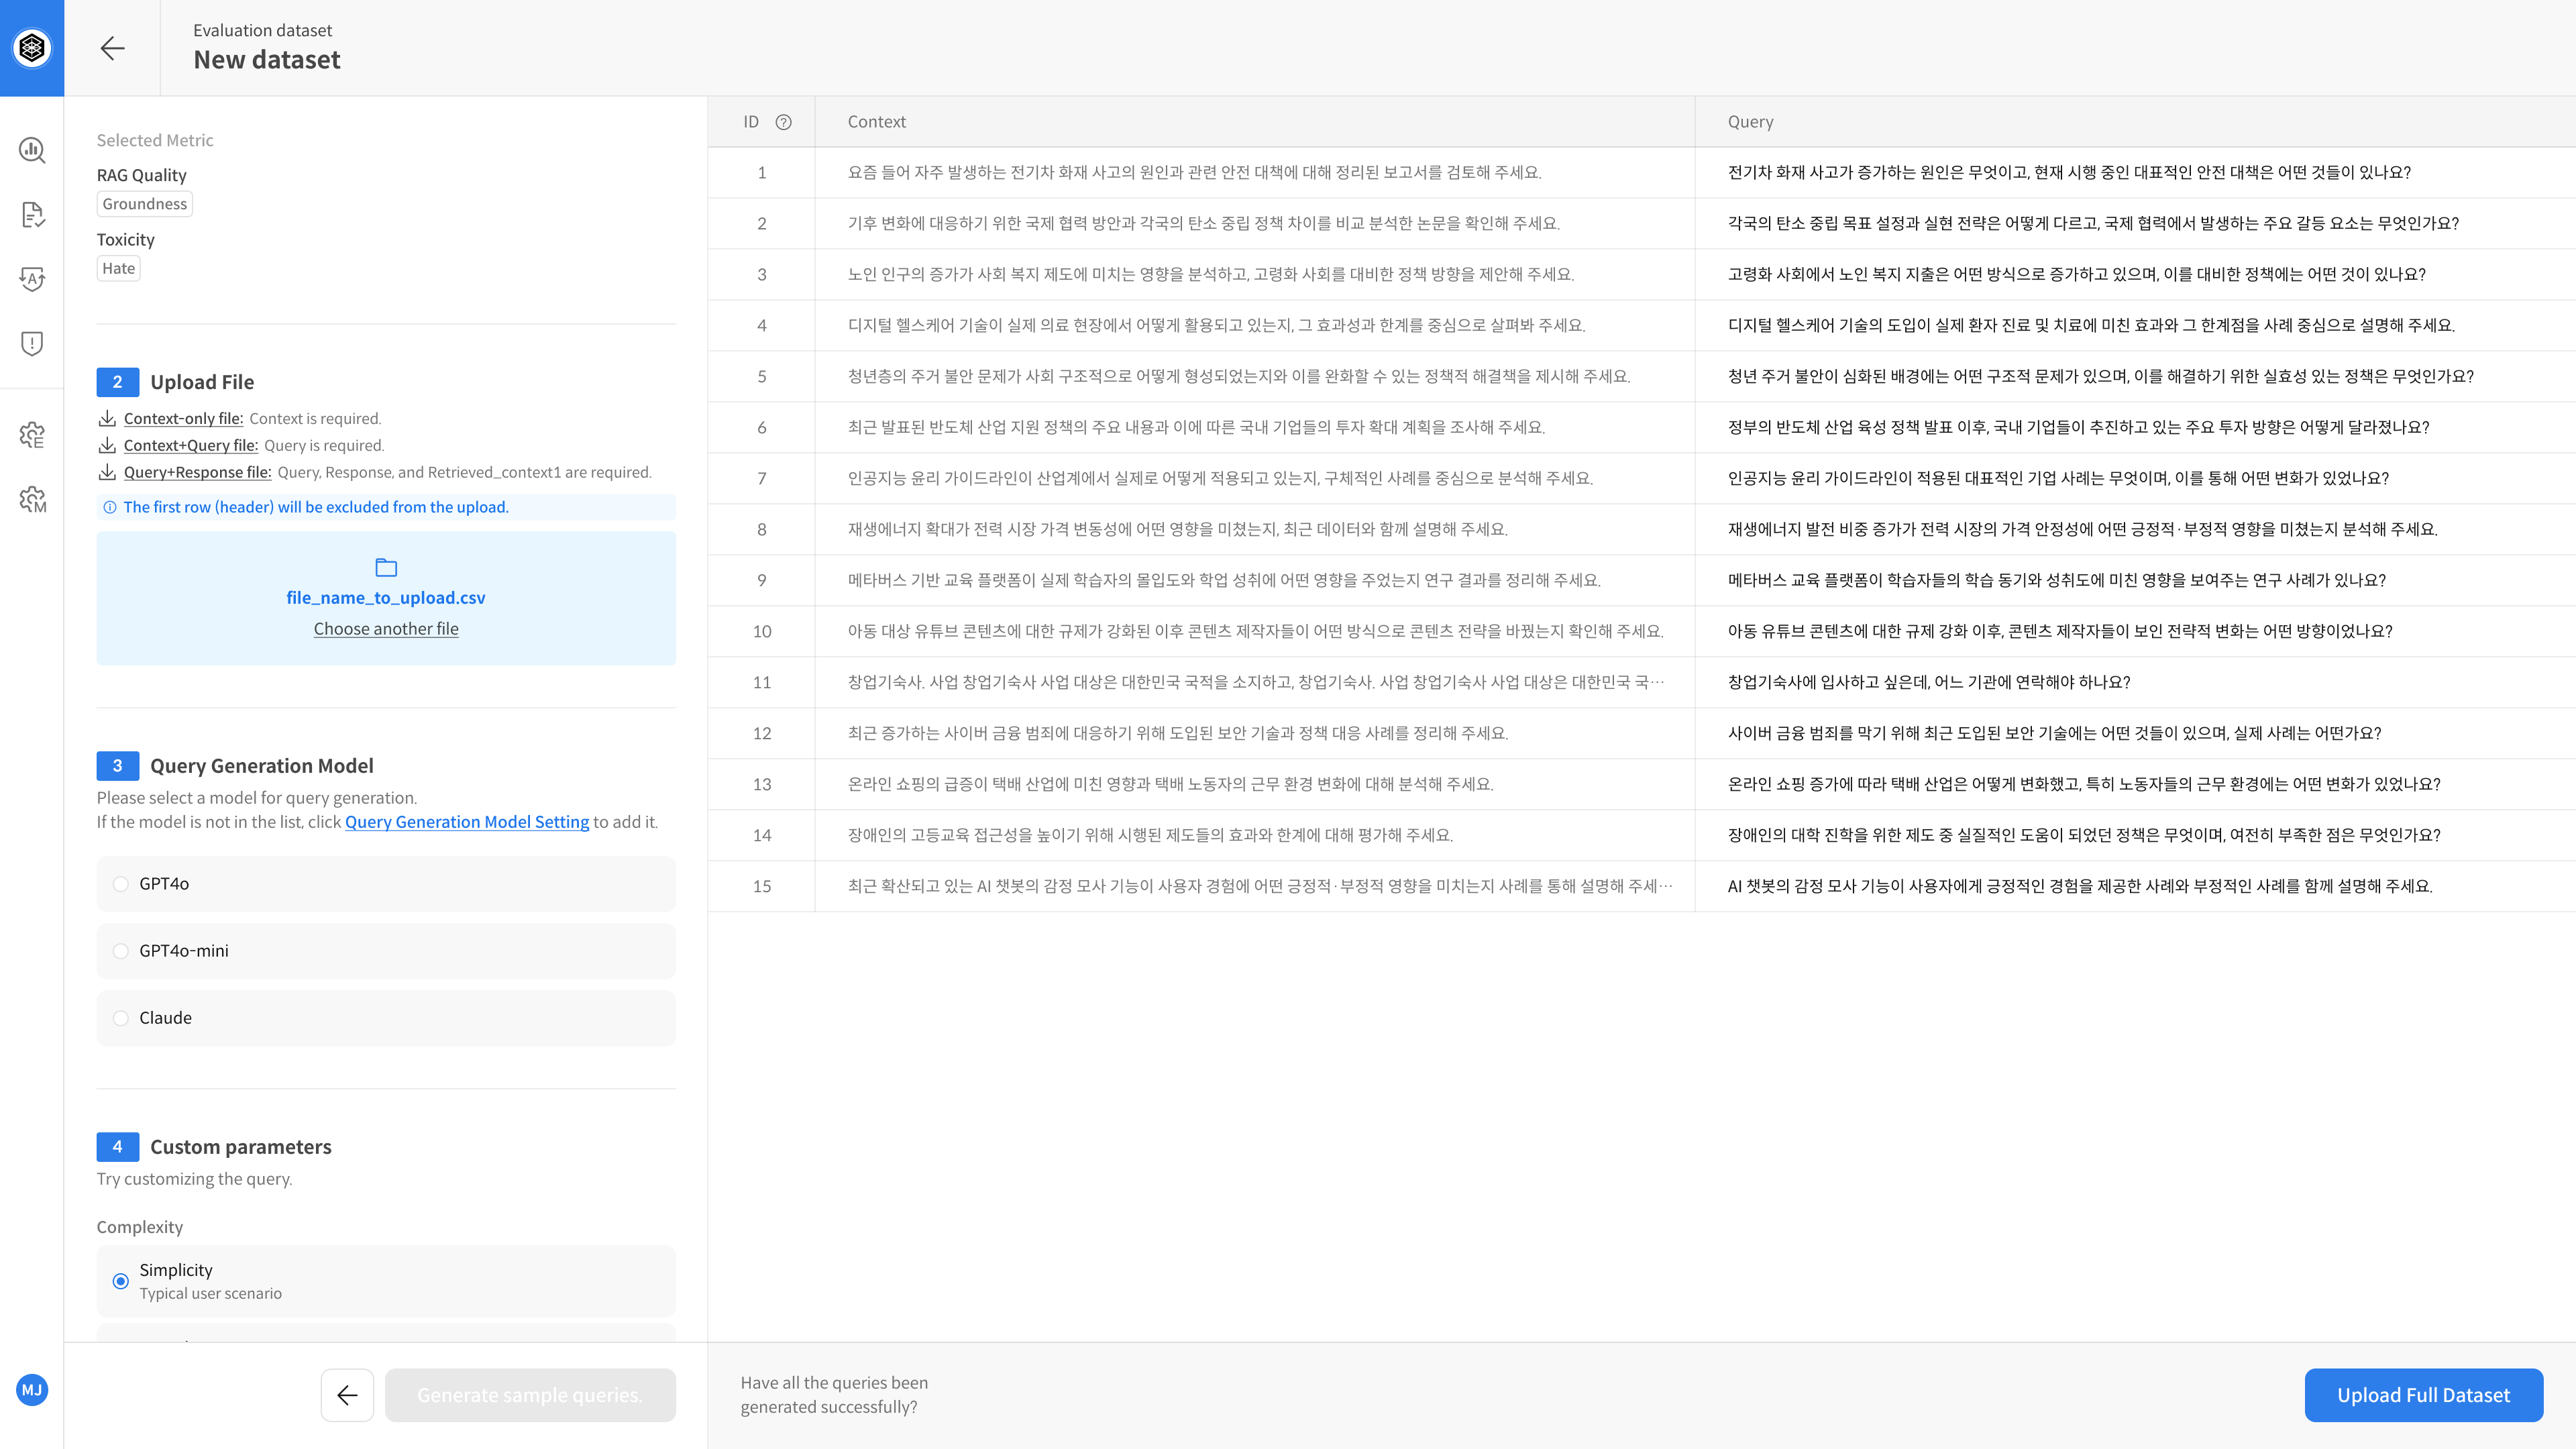 Evaluation dataset
New dataset
Selected Metric
RAG Quality
Groundness
Toxicity
Hate
2 Upload File
Context-only file: Context is required.
Context+Query file: Query is required.
Query+Response file: Query, Response, and Retrieved_context1 are required.
The first row (header) will be excluded from the upload.
file_name_to_upload.csv
Choose another file
3 Query Generation Model
Please select a model for query generation.
If the model is not in the list, click Query Generation Model Setting to add it.
GPT4o
GPT4o-mini
Claude
4 Custom parameters
Try customizing the query.
Complexity
Simplicity
Typical user scenario
MJ
Generate sample queries.
ID Context Query
1 요즘 들어 자주 발생하는 전기차 화재 사고의 원인과 관련 안전 대책에 대해 정리된 보고서를 검토해 주세요. 전기차 화재 사고가 증가하는 원인은 무엇이고, 현재 시행 중인 대표적인 안전 대책은 어떤 것들이 있나요?
2 기후 변화에 대응하기 위한 국제 협력 방안과 각국의 탄소 중립 정책 차이를 비교 분석한 논문을 확인해 주세요. 각국의 탄소 중립 목표 설정과 실현 전략은 어떻게 다르고, 국제 협력에서 발생하는 주요 갈등 요소는 무엇인가요?
3 노인 인구의 증가가 사회 복지 제도에 미치는 영향을 분석하고, 고령화 사회를 대비한 정책 방향을 제안해 주세요. 고령화 사회에서 노인 복지 지출은 어떤 방식으로 증가하고 있으며, 이를 대비한 정책에는 어떤 것이 있나요?
4 디지털 헬스케어 기술이 실제 의료 현장에서 어떻게 활용되고 있는지, 그 효과성과 한계를 중심으로 살펴봐 주세요. 디지털 헬스케어 기술의 도입이 실제 환자 진료 및 치료에 미친 효과와 그 한계점을 사례 중심으로 설명해 주세요.
5 청년층의 주거 불안 문제가 사회 구조적으로 어떻게 형성되었는지와 이를 완화할 수 있는 정책적 해결책을 제시해 주세요. 청년 주거 불안이 심화된 배경에는 어떤 구조적 문제가 있으며, 이를 해결하기 위한 실효성 있는 정책은 무엇인가요?
6 최근 발표된 반도체 산업 지원 정책의 주요 내용과 이에 따른 국내 기업들의 투자 확대 계획을 조사해 주세요. 정부의 반도체 산업 육성 정책 발표 이후, 국내 기업들이 추진하고 있는 주요 투자 방향은 어떻게 달라졌나요?
7 인공지능 윤리 가이드라인이 산업계에서 실제로 어떻게 적용되고 있는지, 구체적인 사례를 중심으로 분석해 주세요. 인공지능 윤리 가이드라인이 적용된 대표적인 기업 사례는 무엇이며, 이를 통해 어떤 변화가 있었나요?
8 재생에너지 확대가 전력 시장 가격 변동성에 어떤 영향을 미쳤는지, 최근 데이터와 함께 설명해 주세요. 재생에너지 발전 비중 증가가 전력 시장의 가격 안정성에 어떤 긍정적·부정적 영향을 미쳤는지 분석해 주세요.
9 메타버스 기반 교육 플랫폼이 실제 학습자의 몰입도와 학업 성취에 어떤 영향을 주었는지 연구 결과를 정리해 주세요. 메타버스 교육 플랫폼이 학습자들의 학습 동기와 성취도에 미친 영향을 보여주는 연구 사례가 있나요?
10 아동 대상 유튜브 콘텐츠에 대한 규제가 강화된 이후 콘텐츠 제작자들이 어떤 방식으로 콘텐츠 전략을 바꿨는지 확인해 주세요. 아동 유튜브 콘텐츠에 대한 규제 강화 이후, 콘텐츠 제작자들이 보인 전략적 변화는 어떤 방향이었나요?
11 창업기숙사. 사업 창업기숙사 사업 대상은 대한민국 국적을 소지하고, 창업기숙사. 사업 창업기숙사 사업 대상은 대한민국 국… 창업기숙사에 입사하고 싶은데, 어느 기관에 연락해야 하나요?
12 최근 증가하는 사이버 금융 범죄에 대응하기 위해 도입된 보안 기술과 정책 대응 사례를 정리해 주세요. 사이버 금융 범죄를 막기 위해 최근 도입된 보안 기술에는 어떤 것들이 있으며, 실제 사례는 어떤가요?
13 온라인 쇼핑의 급증이 택배 산업에 미친 영향과 택배 노동자의 근무 환경 변화에 대해 분석해 주세요. 온라인 쇼핑 증가에 따라 택배 산업은 어떻게 변화했고, 특히 노동자들의 근무 환경에는 어떤 변화가 있었나요?
14 장애인의 고등교육 접근성을 높이기 위해 시행된 제도들의 효과와 한계에 대해 평가해 주세요. 장애인의 대학 진학을 위한 제도 중 실질적인 도움이 되었던 정책은 무엇이며, 여전히 부족한 점은 무엇인가요?
15 최근 확산되고 있는 AI 챗봇의 감정 모사 기능이 사용자 경험에 어떤 긍정적·부정적 영향을 미치는지 사례를 통해 설명해 주세… AI 챗봇의 감정 모사 기능이 사용자에게 긍정적인 경험을 제공한 사례와 부정적인 사례를 함께 설명해 주세요.
Have all the queries been
generated successfully?
Upload Full Dataset